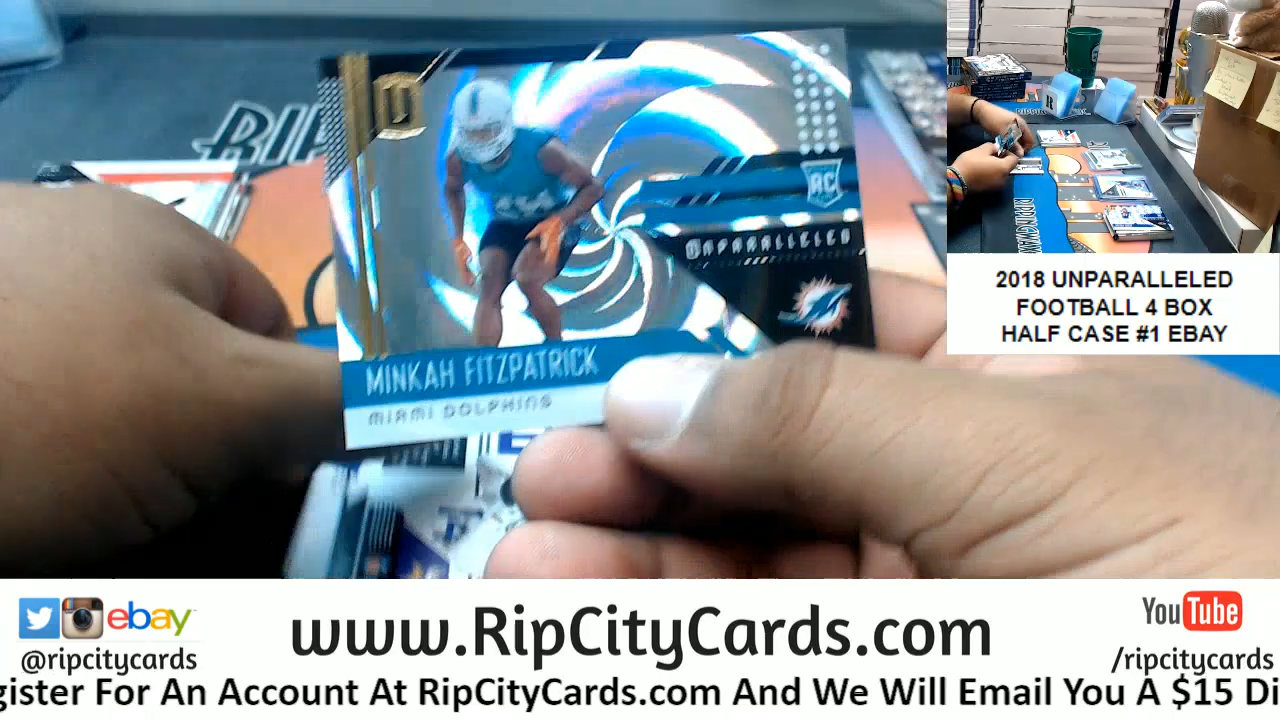 RIP
RC
UNPARALLELED
MINKAH FITZPATRICK
MIAMI DOLPHINS
2018 UNPARALLELED
FOOTBALL 4 BOX
HALF CASE #1 EBAY
ebay
@ripcitycards
www.RipCityCards.com
YouTube
/ripcitycards
gister For An Account At RipCityCards.com And We Will Email You A $15 Di